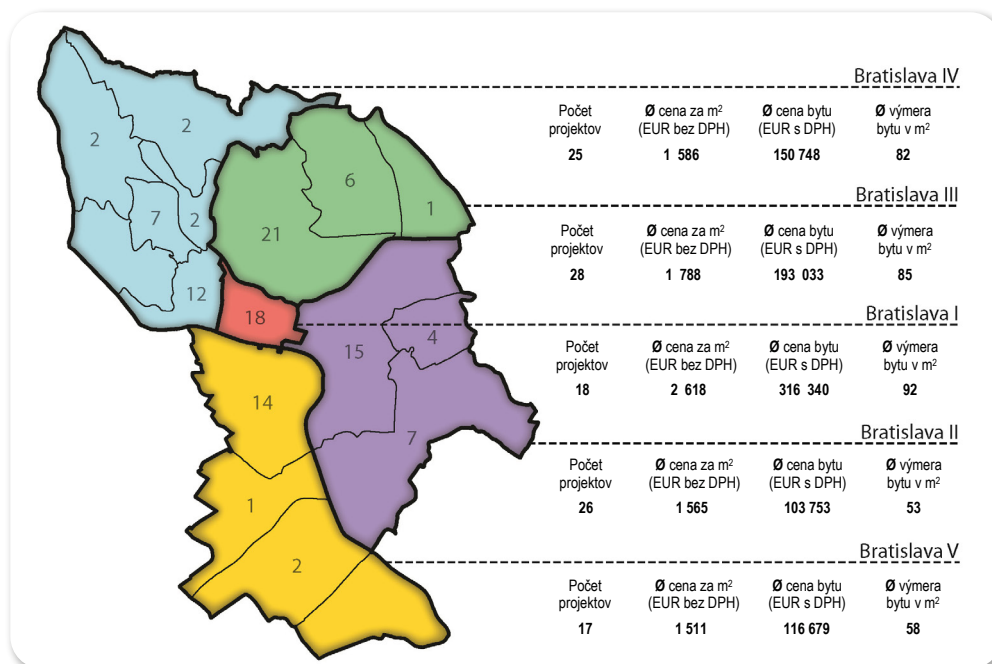 Bratislava IV
Počet projektov Ø cena za m² (EUR bez DPH) Ø cena bytu (EUR s DPH) Ø výmera bytu v m²
25 1 586 150 748 82
Bratislava III
Počet projektov Ø cena za m² (EUR bez DPH) Ø cena bytu (EUR s DPH) Ø výmera bytu v m²
28 1 788 193 033 85
Bratislava I
Počet projektov Ø cena za m² (EUR bez DPH) Ø cena bytu (EUR s DPH) Ø výmera bytu v m²
18 2 618 316 340 92
Bratislava II
Počet projektov Ø cena za m² (EUR bez DPH) Ø cena bytu (EUR s DPH) Ø výmera bytu v m²
26 1 565 103 753 53
Bratislava V
Počet projektov Ø cena za m² (EUR bez DPH) Ø cena bytu (EUR s DPH) Ø výmera bytu v m²
17 1 511 116 679 58
2
2
7
2
12
21
6
1
18
15
4
7
14
1
2